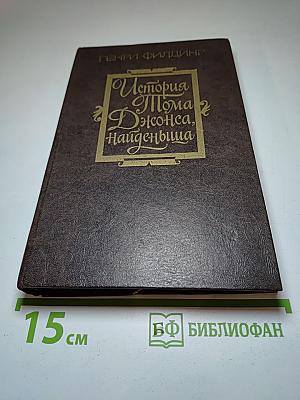 ГЕНРИ ФИЛДИНГ
История
Тома
Джонса,
найденыша
15 см
БФ БИБЛИОФАН